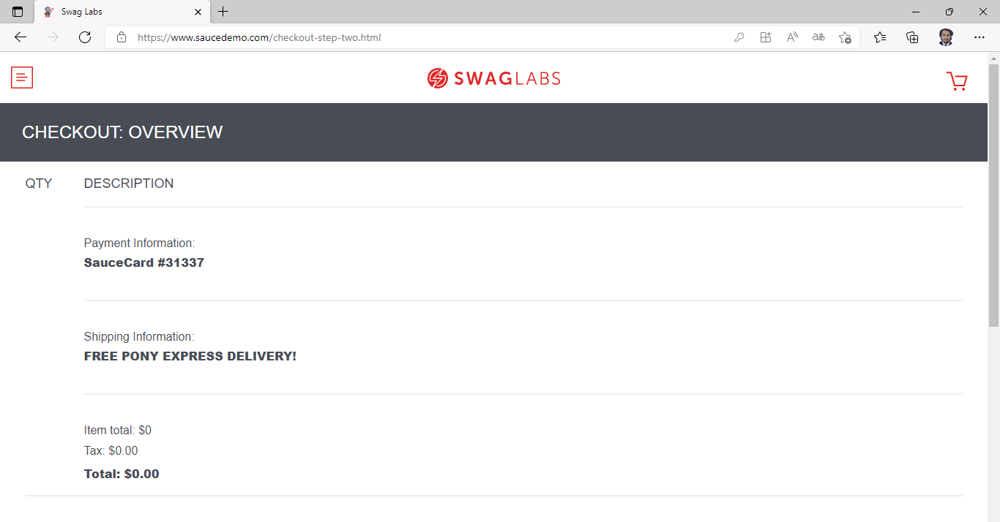 Swag Labs
https://www.saucedemo.com/checkout-step-two.html
SWAGLABS
CHECKOUT: OVERVIEW
QTY DESCRIPTION
Payment Information:
SauceCard #31337
Shipping Information:
FREE PONY EXPRESS DELIVERY!
Item total: $0
Tax: $0.00
Total: $0.00